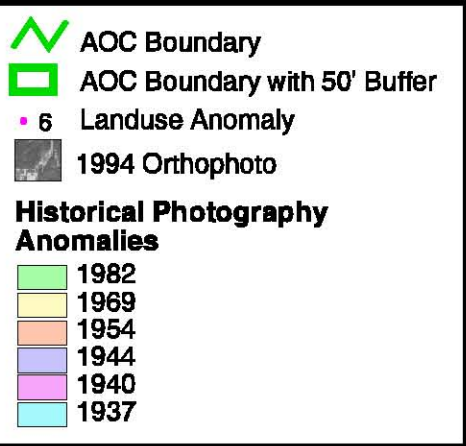 AOC Boundary
AOC Boundary with 50' Buffer
6 Landuse Anomaly
1994 Orthophoto
Historical Photography
Anomalies
1982
1969
1954
1944
1940
1937